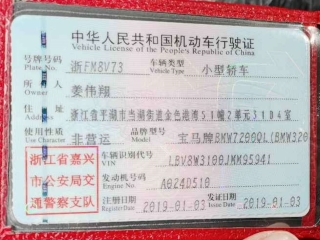 中华人民共和国机动车行驶证
Vehicle License of the People's Republic of China
号牌号码 浙FM8V73 车辆类型 小型轿车
Plate No. Vehicle Type
所有人 姜伟翔
Owner
住址 浙江省平湖市当湖街道金色港湾51幢2单元3104室
Address
使用性质 非营运 品牌型号 宝马牌BMW7200QL(BMW320
Use Character Model
浙江省嘉兴市公安局交通警察支队
车辆识别代号 LBV8W3100JMM95941
VIN
发动机号码 A024D510
Engine No.
注册日期 2019-01-03 发证日期 2019-01-03
Register Date Issue Date